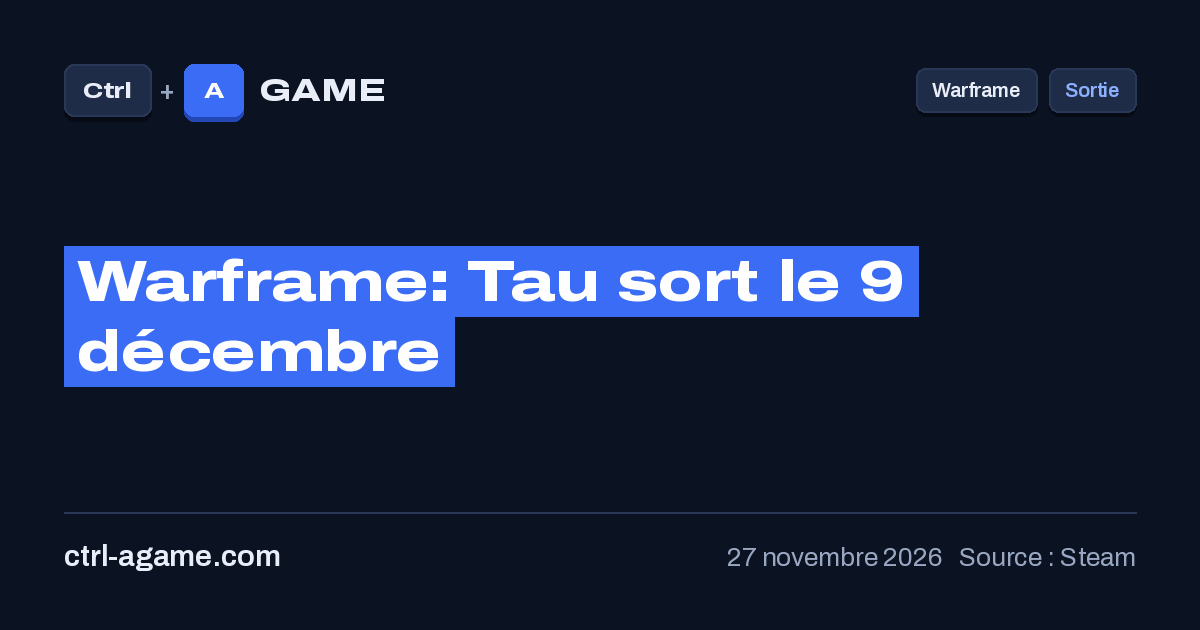 Ctrl + A GAME
Warframe Sortie
Warframe: Tau sort le 9
décembre
ctrl-agame.com
27 novembre 2026 Source : Steam